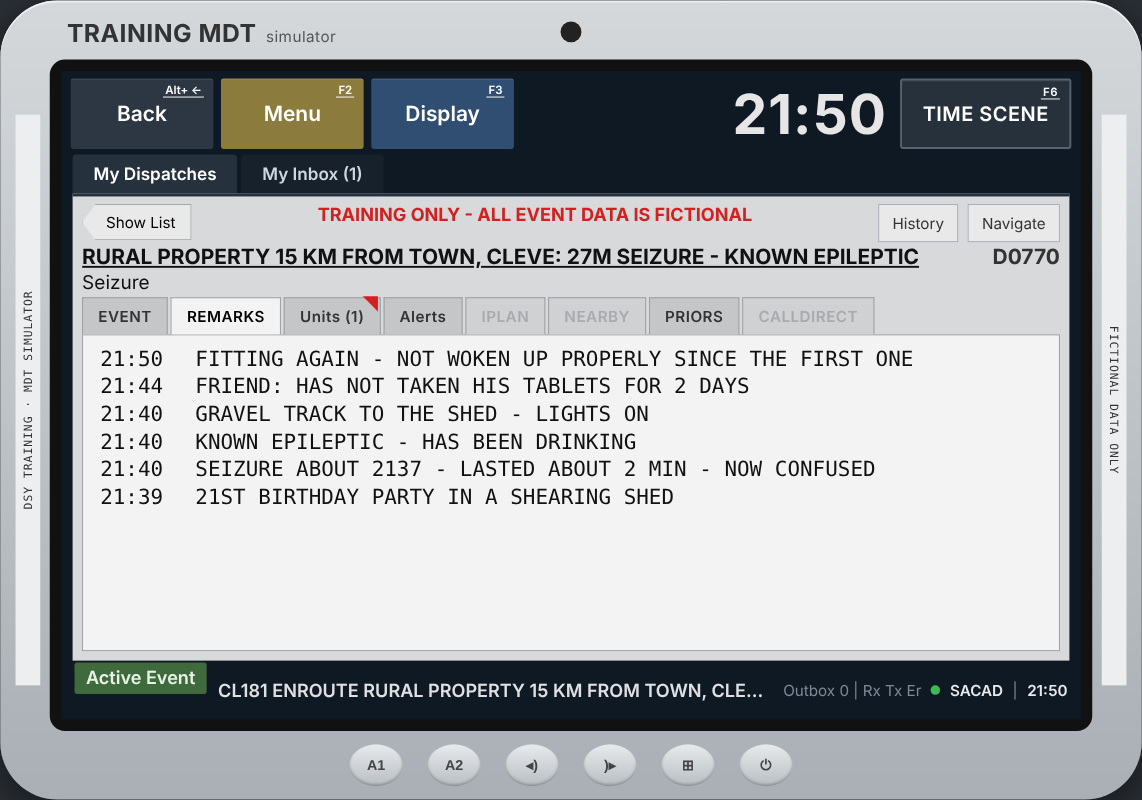 TRAINING MDT simulator
Alt+ ←
Back
F2
Menu
F3
Display
21:50
F6
TIME SCENE
My Dispatches
My Inbox (1)
Show List
TRAINING ONLY - ALL EVENT DATA IS FICTIONAL
History
Navigate
RURAL PROPERTY 15 KM FROM TOWN, CLEVE: 27M SEIZURE - KNOWN EPILEPTIC
D0770
Seizure
EVENT
REMARKS
Units (1)
Alerts
IPLAN
NEARBY
PRIORS
CALLDIRECT
21:50 FITTING AGAIN - NOT WOKEN UP PROPERLY SINCE THE FIRST ONE
21:44 FRIEND: HAS NOT TAKEN HIS TABLETS FOR 2 DAYS
21:40 GRAVEL TRACK TO THE SHED - LIGHTS ON
21:40 KNOWN EPILEPTIC - HAS BEEN DRINKING
21:40 SEIZURE ABOUT 2137 - LASTED ABOUT 2 MIN - NOW CONFUSED
21:39 21ST BIRTHDAY PARTY IN A SHEARING SHED
Active Event
CL181 ENROUTE RURAL PROPERTY 15 KM FROM TOWN, CLE...
Outbox 0 | Rx Tx Er
SACAD | 21:50
A1
A2
DSY TRAINING · MDT SIMULATOR
FICTIONAL DATA ONLY